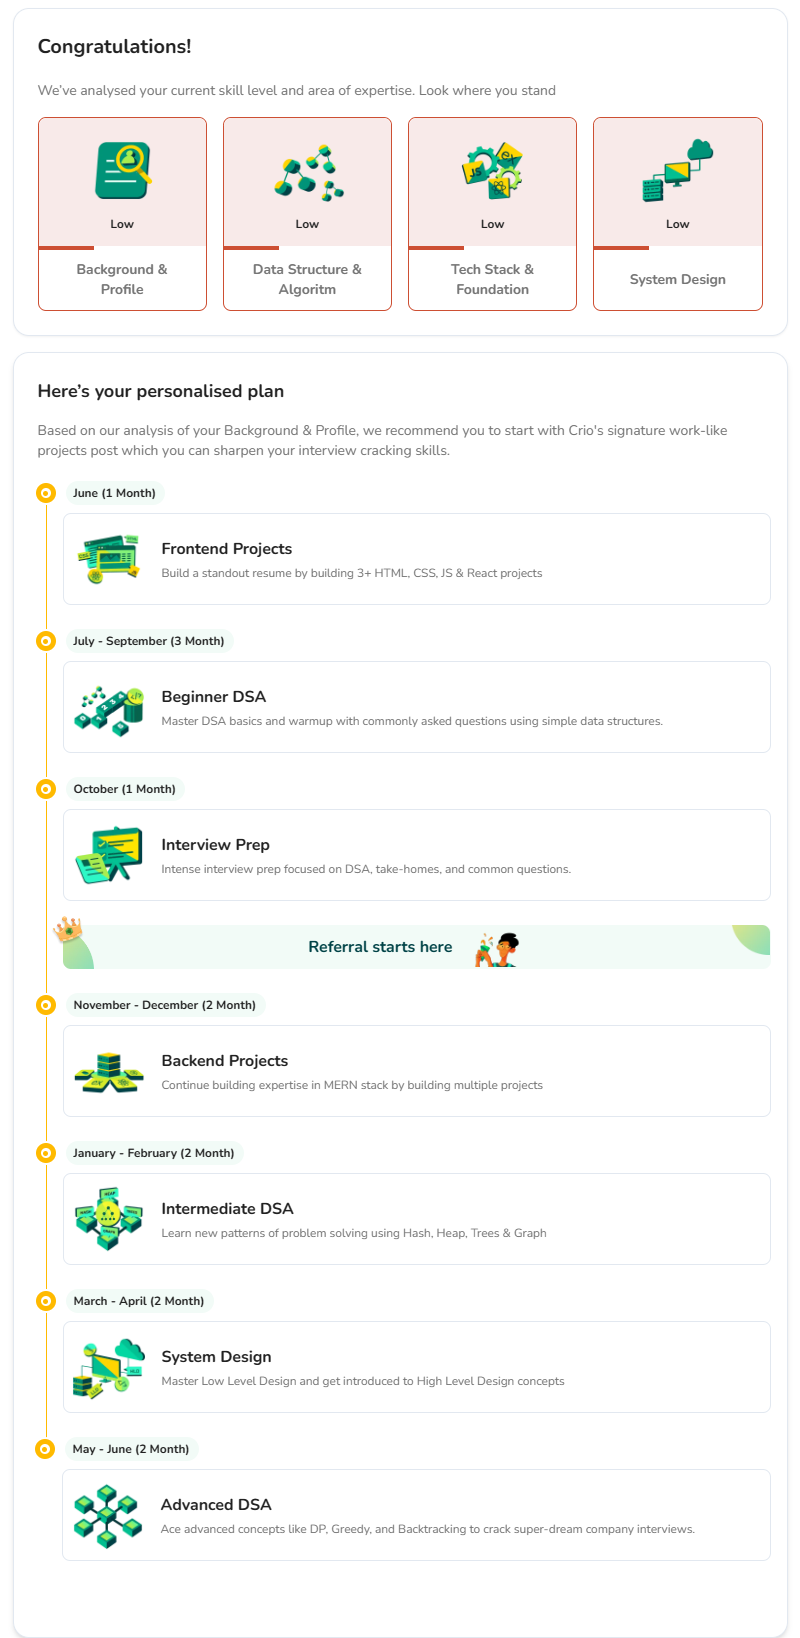 Congratulations!
We've analysed your current skill level and area of expertise. Look where you stand
Low
Background &
Profile
Low
Data Structure &
Algoritm
JS
ex
Low
Tech Stack &
Foundation
Low
System Design
Here's your personalised plan
Based on our analysis of your Background & Profile, we recommend you to start with Crio's signature work-like
projects post which you can sharpen your interview cracking skills.
June (1 Month)
Frontend Projects
Build a standout resume by building 3+ HTML, CSS, JS & React projects
July - September (3 Month)
Beginner DSA
Master DSA basics and warmup with commonly asked questions using simple data structures.
October (1 Month)
Interview Prep
Intense interview prep focused on DSA, take-homes, and common questions.
Referral starts here
November - December (2 Month)
Backend Projects
Continue building expertise in MERN stack by building multiple projects
January - February (2 Month)
HEAP
Intermediate DSA
Learn new patterns of problem solving using Hash, Heap, Trees & Graph
March - April (2 Month)
System Design
Master Low Level Design and get introduced to High Level Design concepts
May - June (2 Month)
Advanced DSA
Ace advanced concepts like DP, Greedy, and Backtracking to crack super-dream company interviews.